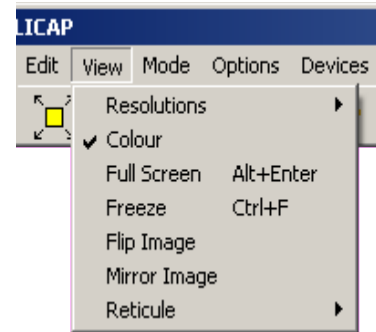 LICAP
Edit View Mode Options Devices
Resolutions
Colour
Full Screen Alt+Enter
Freeze Ctrl+F
Flip Image
Mirror Image
Reticule